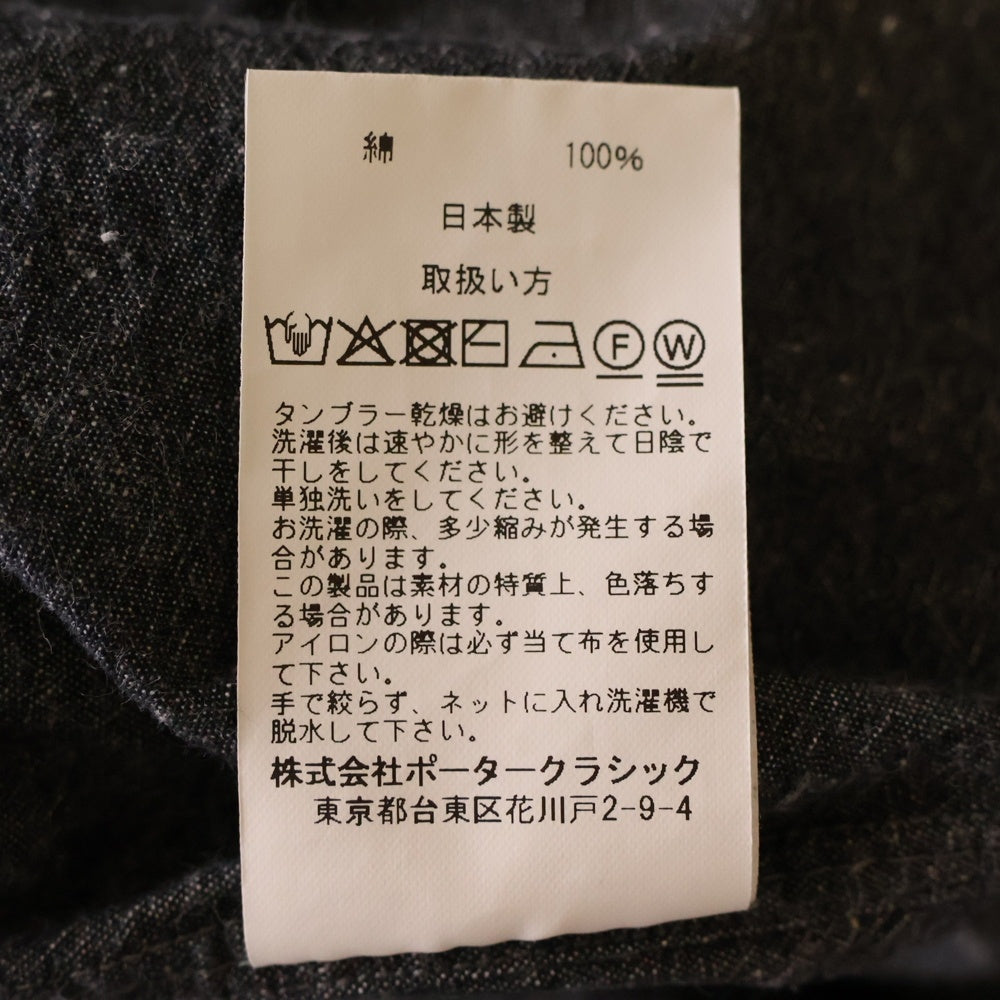 綿 100%
日本製
取扱い方
F W
タンブラー乾燥はお避けください。
洗濯後は速やかに形を整えて日陰で
干しをしてください。
単独洗いをしてください。
お洗濯の際、多少縮みが発生する場
合があります。
この製品は素材の特質上、色落ちす
る場合があります。
アイロンの際は必ず当て布を使用し
て下さい。
手で絞らず、ネットに入れ洗濯機で
脱水して下さい。
株式会社ポータークラシック
東京都台東区花川戸2-9-4